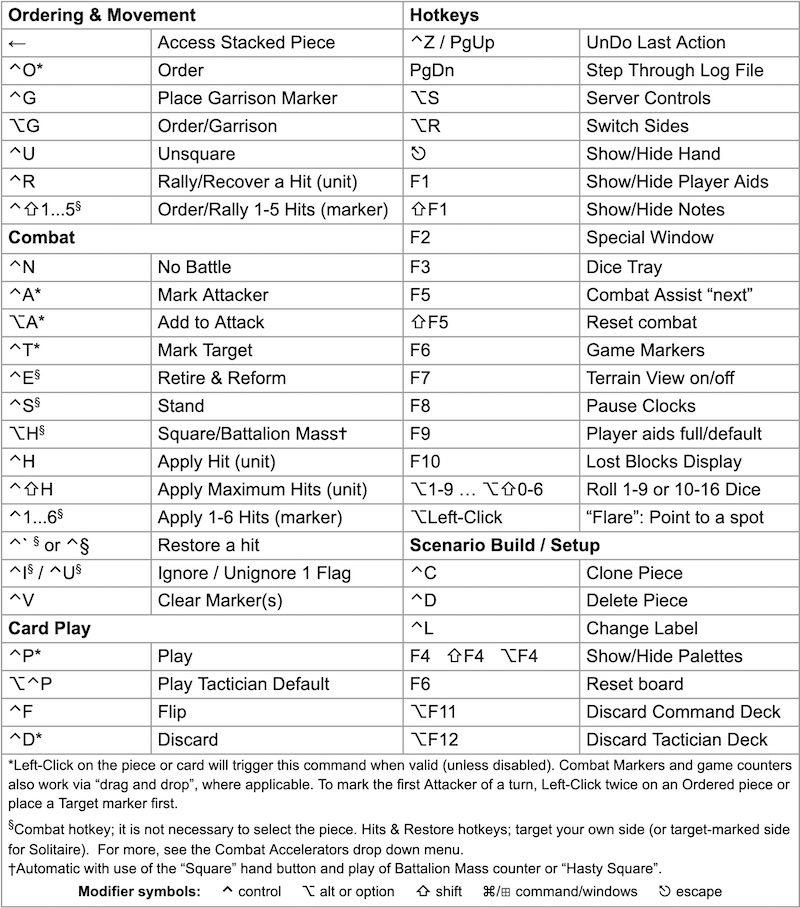 Ordering & Movement
← Access Stacked Piece
^O* Order
^G Place Garrison Marker
⌥G Order/Garrison
^U Unsquare
^R Rally/Recover a Hit (unit)
^⇧1...5§ Order/Rally 1-5 Hits (marker)
Combat
^N No Battle
^A* Mark Attacker
⌥A* Add to Attack
^T* Mark Target
^E§ Retire & Reform
^S§ Stand
⌥H§ Square/Battalion Mass†
^H Apply Hit (unit)
^⇧H Apply Maximum Hits (unit)
^1...6§ Apply 1-6 Hits (marker)
^` § or ^§ Restore a hit
^I§ / ^U§ Ignore / Unignore 1 Flag
^V Clear Marker(s)
Card Play
^P* Play
⌥^P Play Tactician Default
^F Flip
^D* Discard
Hotkeys
^Z / PgUp UnDo Last Action
PgDn Step Through Log File
⌥S Server Controls
⌥R Switch Sides
⎋ Show/Hide Hand
F1 Show/Hide Player Aids
⇧F1 Show/Hide Notes
F2 Special Window
F3 Dice Tray
F5 Combat Assist “next”
⇧F5 Reset combat
F6 Game Markers
F7 Terrain View on/off
F8 Pause Clocks
F9 Player aids full/default
F10 Lost Blocks Display
⌥1-9 … ⌥⇧0-6 Roll 1-9 or 10-16 Dice
⌥Left-Click “Flare”: Point to a spot
Scenario Build / Setup
^C Clone Piece
^D Delete Piece
^L Change Label
F4 ⇧F4 ⌥F4 Show/Hide Palettes
F6 Reset board
⌥F11 Discard Command Deck
⌥F12 Discard Tactician Deck
*Left-Click on the piece or card will trigger this command when valid (unless disabled). Combat Markers and game counters
also work via “drag and drop”, where applicable. To mark the first Attacker of a turn, Left-Click twice on an Ordered piece or
place a Target marker first.
§Combat hotkey; it is not necessary to select the piece. Hits & Restore hotkeys; target your own side (or target-marked side
for Solitaire). For more, see the Combat Accelerators drop down menu.
†Automatic with use of the “Square” hand button and play of Battalion Mass counter or “Hasty Square”.
Modifier symbols: ^ control ⌥ alt or option ⇧ shift ⌘/⊞ command/windows ⎋ escape